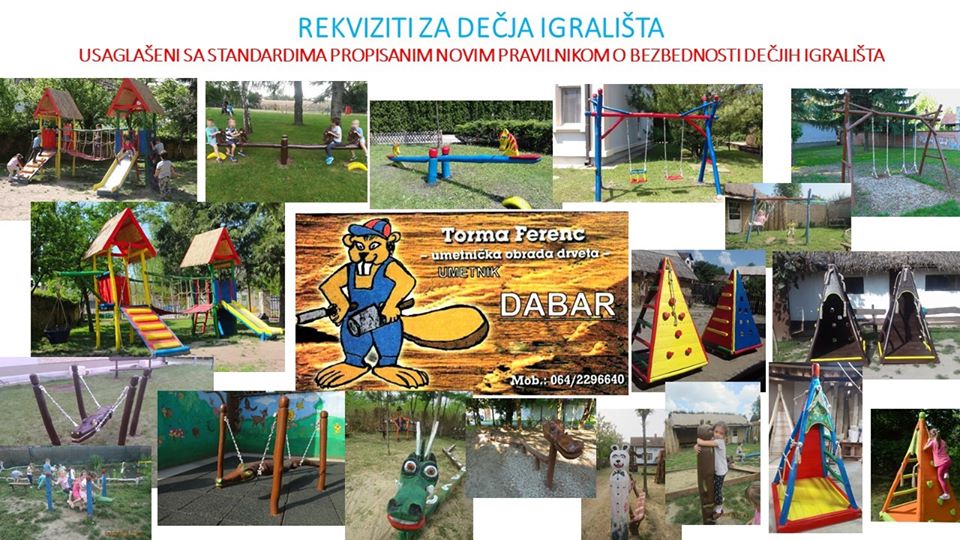 REKVIZITI ZA DEČJA IGRALIŠTA
USAGLAŠENI SA STANDARDIMA PROPISANIM NOVIM PRAVILNIKOM O BEZBEDNOSTI DEČJIH IGRALIŠTA
Torma Ferenc
- umetnička obrada drveta -
UMETNIK
DABAR
Mob.: 064/2296640